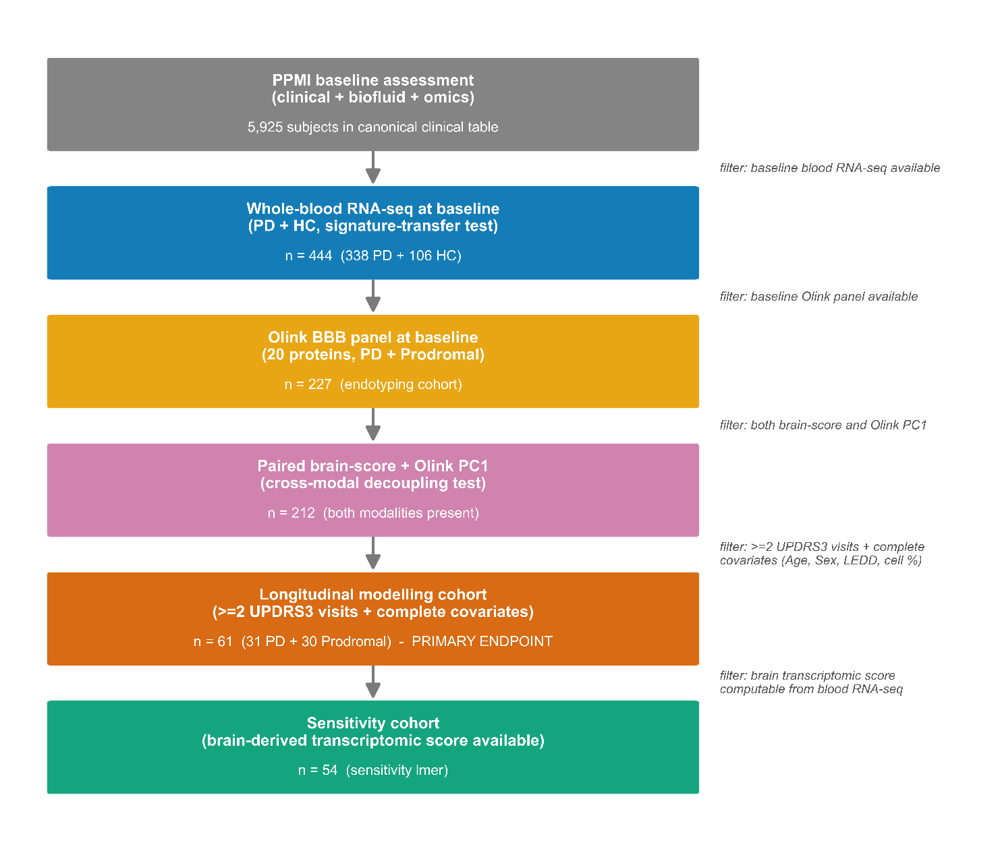 PPMI baseline assessment
(clinical + biofluid + omics)
5,925 subjects in canonical clinical table
filter: baseline blood RNA-seq available
Whole-blood RNA-seq at baseline
(PD + HC, signature-transfer test)
n = 444  (338 PD + 106 HC)
filter: baseline Olink panel available
Olink BBB panel at baseline
(20 proteins, PD + Prodromal)
n = 227  (endotyping cohort)
filter: both brain-score and Olink PC1
Paired brain-score + Olink PC1
(cross-modal decoupling test)
n = 212  (both modalities present)
filter: >=2 UPDRS3 visits + complete
covariates (Age, Sex, LEDD, cell %)
Longitudinal modelling cohort
(>=2 UPDRS3 visits + complete covariates)
n = 61  (31 PD + 30 Prodromal)  -  PRIMARY ENDPOINT
filter: brain transcriptomic score
computable from blood RNA-seq
Sensitivity cohort
(brain-derived transcriptomic score available)
n = 54  (sensitivity lmer)